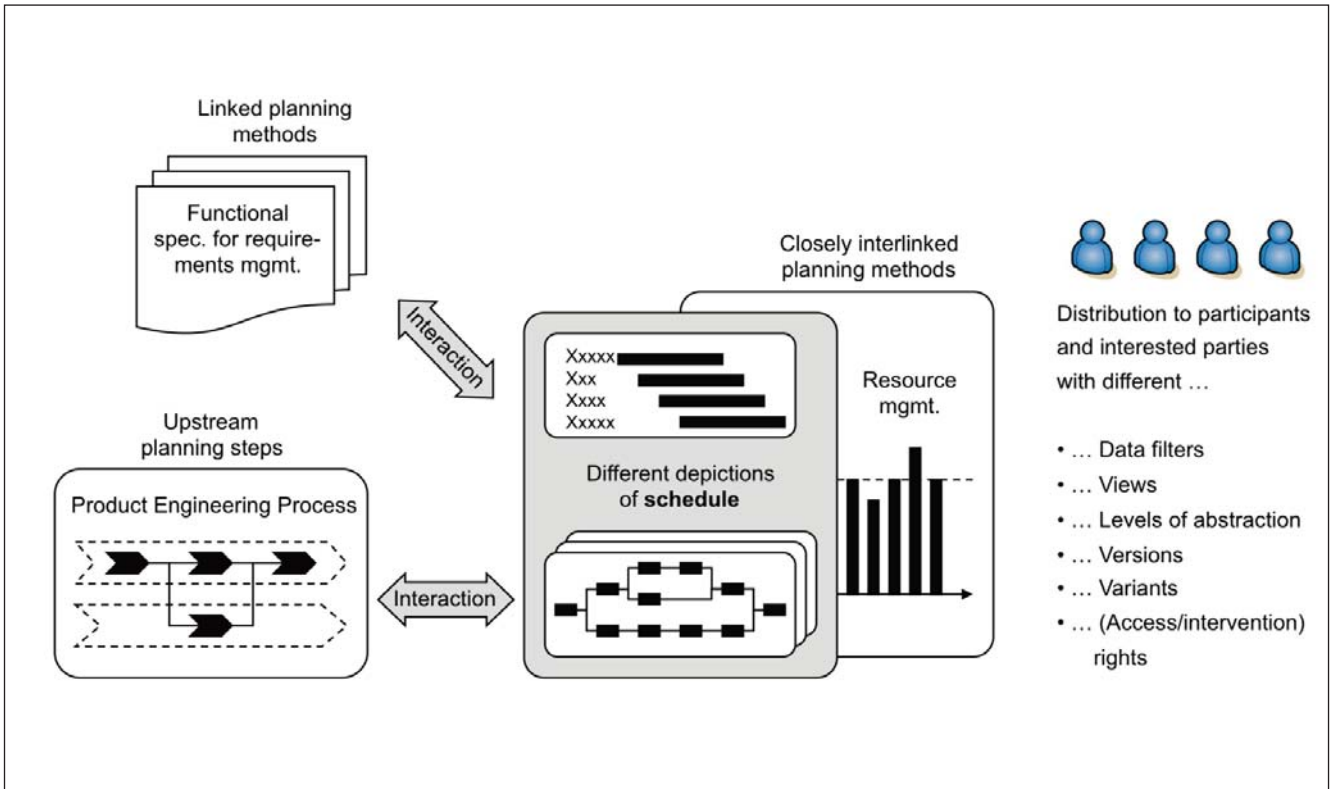 Linked planning
methods
Functional
spec. for require-
ments mgmt.
Interaction
Upstream
planning steps
Product Engineering Process
Interaction
Closely interlinked
planning methods
Xxxxx
Xxx
Xxxx
Xxxxx
Different depictions
of schedule
Resource
mgmt.
Distribution to participants
and interested parties
with different …
• … Data filters
• … Views
• … Levels of abstraction
• … Versions
• … Variants
• … (Access/intervention)
rights